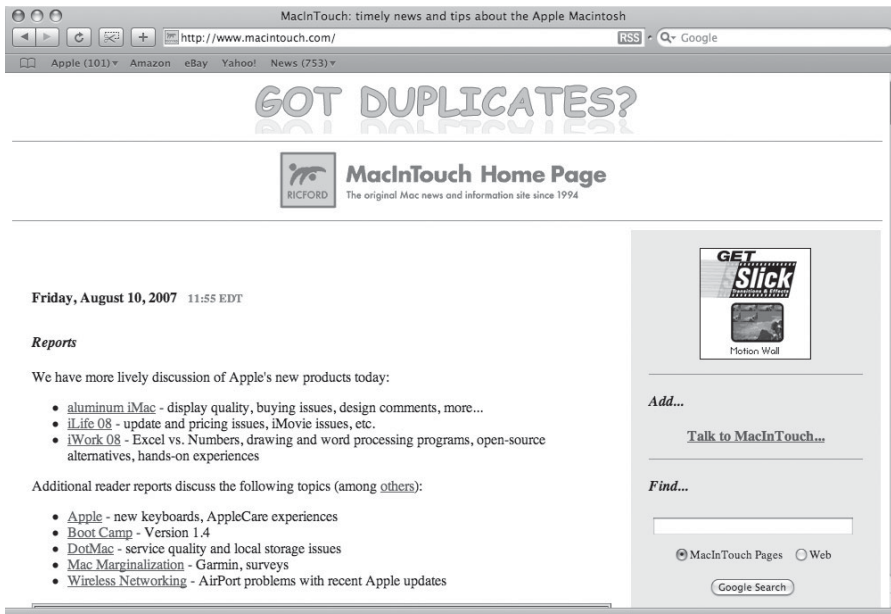 MacInTouch: timely news and tips about the Apple Macintosh
http://www.macintouch.com/
RSS
Google
Apple (101)
Amazon
eBay
Yahoo!
News (753)
GOT DUPLICATES?
RICFORD
MacInTouch Home Page
The original Mac news and information site since 1994
Friday, August 10, 2007 11:55 EDT
Reports
We have more lively discussion of Apple's new products today:
• aluminum iMac - display quality, buying issues, design comments, more...
• iLife 08 - update and pricing issues, iMovie issues, etc.
• iWork 08 - Excel vs. Numbers, drawing and word processing programs, open-source
alternatives, hands-on experiences
Additional reader reports discuss the following topics (among others):
• Apple - new keyboards, AppleCare experiences
• Boot Camp - Version 1.4
• DotMac - service quality and local storage issues
• Mac Marginalization - Garmin, surveys
• Wireless Networking - AirPort problems with recent Apple updates
GET
Slick
Transitions & Effects
Motion Wall
Add...
Talk to MacInTouch...
Find...
MacInTouch Pages
Web
Google Search